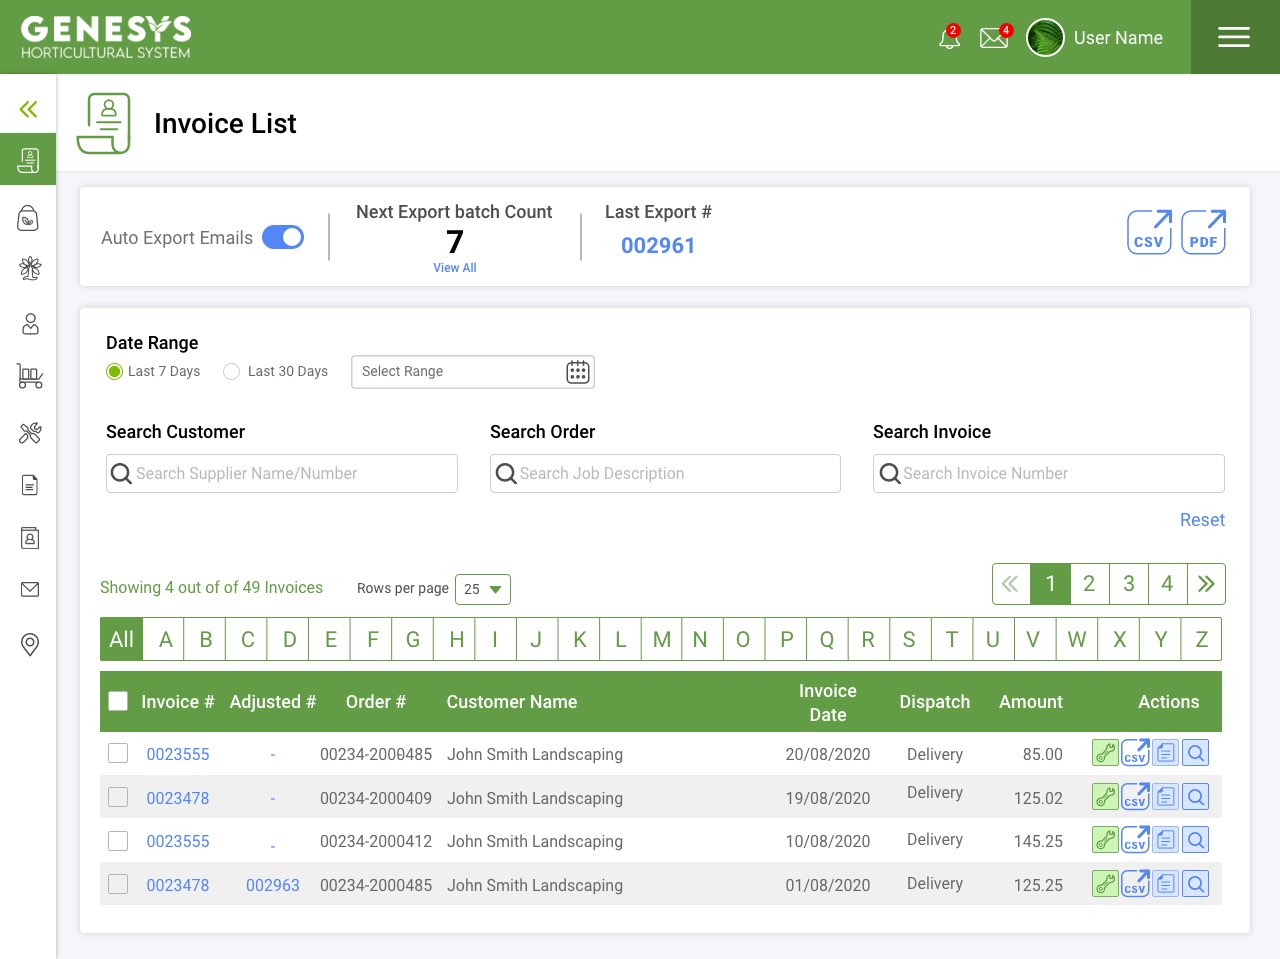 GENESYS
HORTICULTURAL SYSTEM
2
4
User Name
Invoice List
Auto Export Emails
Next Export batch Count
7
View All
Last Export #
002961
CSV
PDF
Date Range
Last 7 Days
Last 30 Days
Select Range
Search Customer
Search Order
Search Invoice
Search Supplier Name/Number
Search Job Description
Search Invoice Number
Reset
Showing 4 out of of 49 Invoices
Rows per page
25
1 2 3 4
All A B C D E F G H I J K L M N O P Q R S T U V W X Y Z
Invoice # Adjusted # Order # Customer Name Invoice Date Dispatch Amount Actions
0023555 - 00234-2000485 John Smith Landscaping 20/08/2020 Delivery 85.00 CSV
0023478 - 00234-2000409 John Smith Landscaping 19/08/2020 Delivery 125.02 CSV
0023555 - 00234-2000412 John Smith Landscaping 10/08/2020 Delivery 145.25 CSV
0023478 002963 00234-2000485 John Smith Landscaping 01/08/2020 Delivery 125.25 CSV